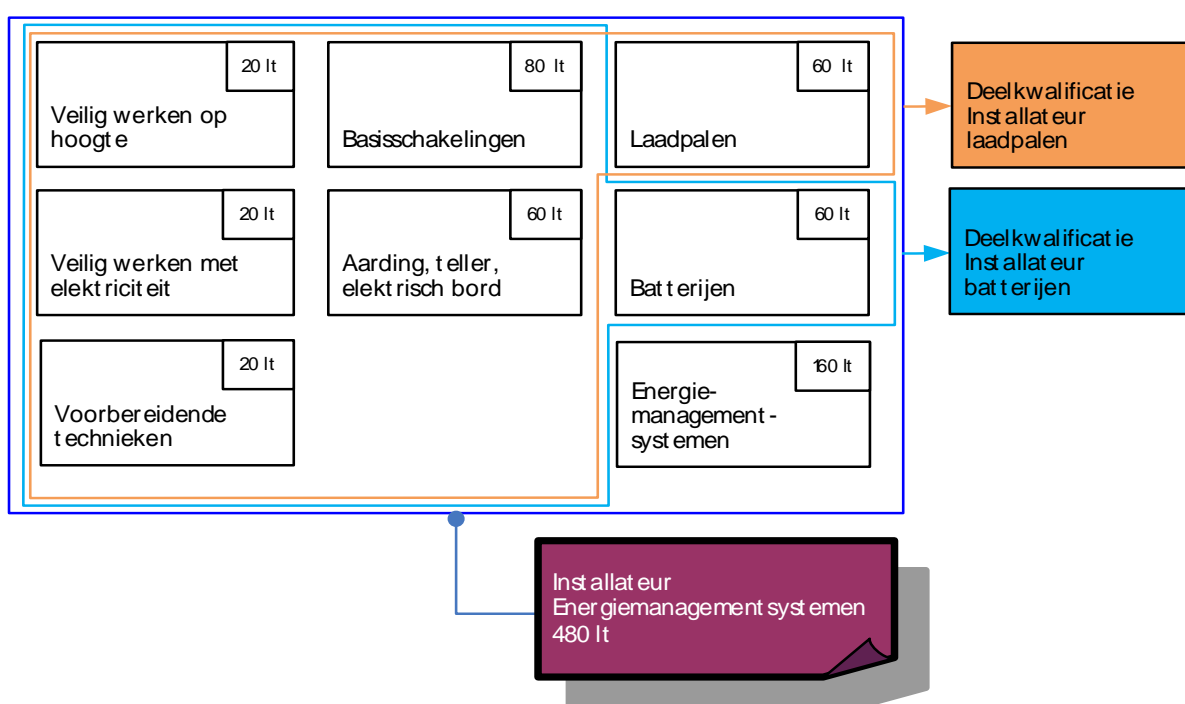 20 lt
Veilig werken op
hoogte
80 lt
Basisschakelingen
60 lt
Laadpalen
Deelkwalificatie
Installateur
laadpalen
20 lt
Veilig werken met
elektriciteit
60 lt
Aarding, teller,
elektrisch bord
60 lt
Batterijen
Deelkwalificatie
Installateur
batterijen
20 lt
Voorbereidende
technieken
160 lt
Energie-
management-
systemen
Installateur
Energiemanagementsystemen
480 lt